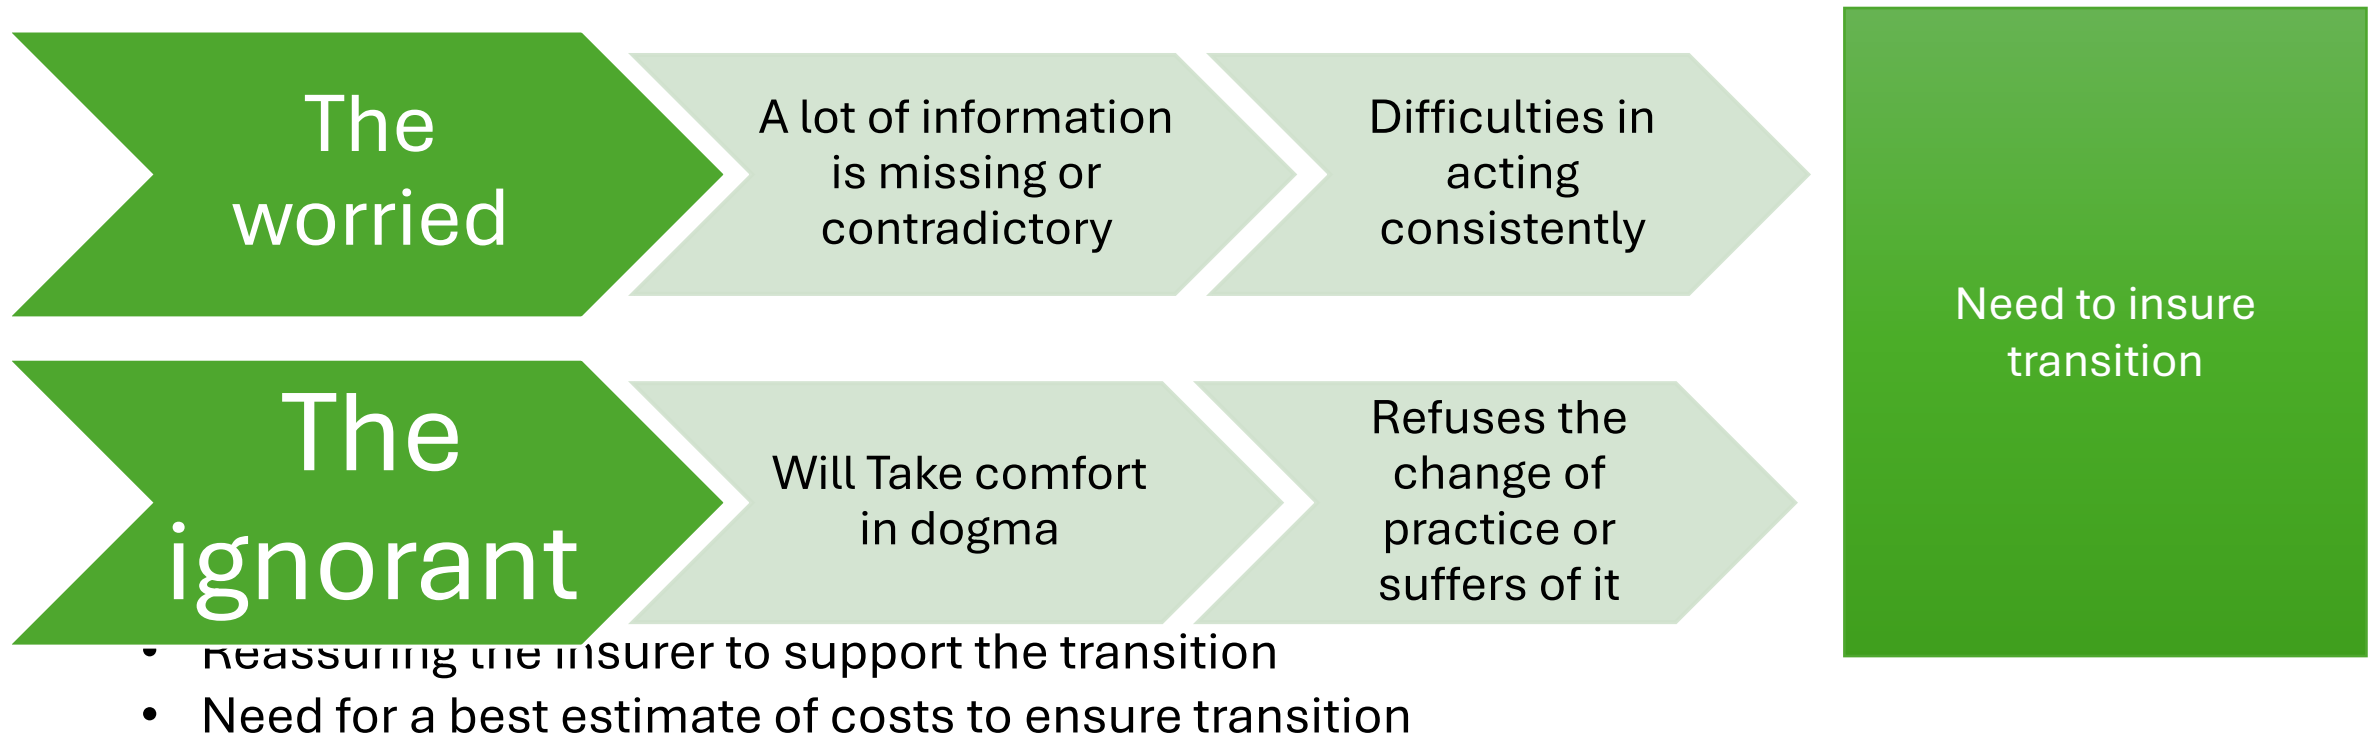 The
worried
A lot of information
is missing or
contradictory
Difficulties in
acting
consistently
The
ignorant
Will Take comfort
in dogma
Refuses the
change of
practice or
suffers of it
Need to insure
transition
• Reassuring the insurer to support the transition
• Need for a best estimate of costs to ensure transition